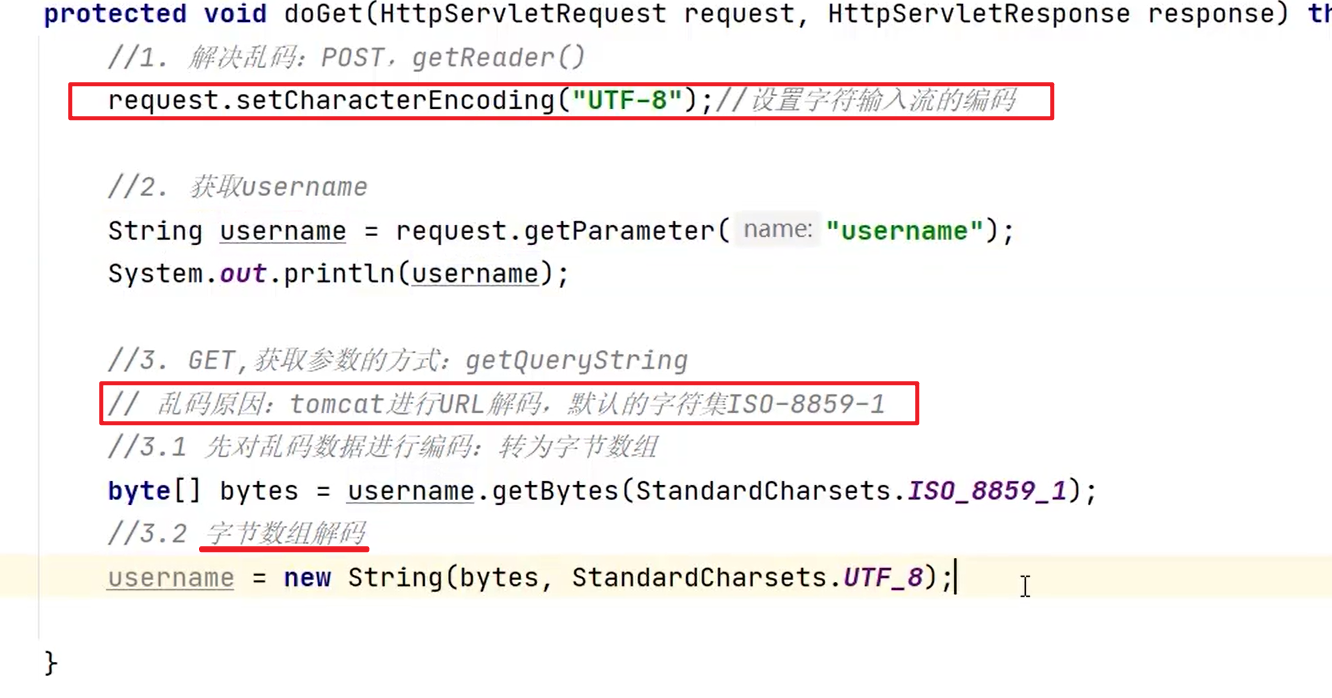 protected void doGet(HttpServletRequest request, HttpServletResponse response) th
//1. 解决乱码：POST，getReader()
request.setCharacterEncoding("UTF-8");//设置字符输入流的编码
//2. 获取username
String username = request.getParameter( name: "username");
System.out.println(username);
//3. GET,获取参数的方式：getQueryString
// 乱码原因：tomcat进行URL解码，默认的字符集ISO-8859-1
//3.1 先对乱码数据进行编码：转为字节数组
byte[] bytes = username.getBytes(StandardCharsets.ISO_8859_1);
//3.2 字节数组解码
username = new String(bytes, StandardCharsets.UTF_8);
}